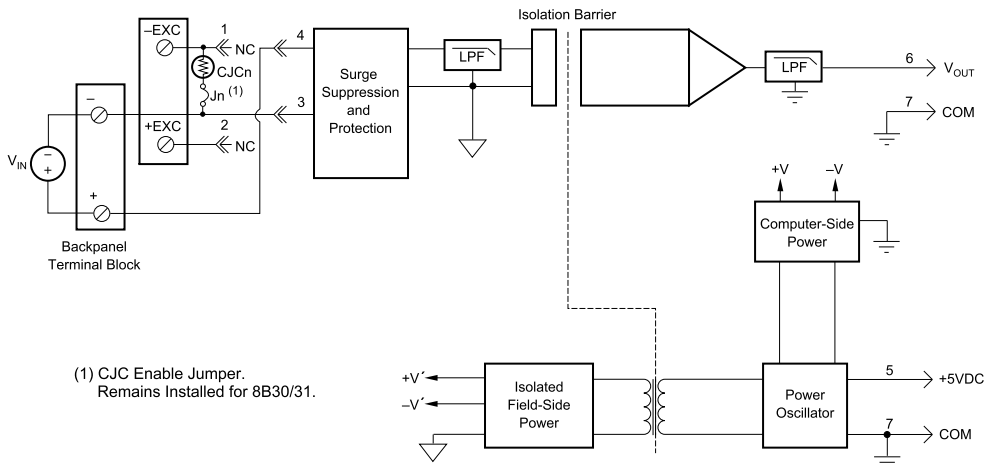 Isolation Barrier
–EXC
1
NC
4
CJCn
Jn (1)
3
+EXC
2
NC
–
+
V_IN
–
+
Backpanel
Terminal Block
Surge
Suppression
and
Protection
LPF
LPF
6
V_OUT
7
COM
+V
–V
Computer-Side
Power
(1) CJC Enable Jumper.
Remains Installed for 8B30/31.
+V´
–V´
Isolated
Field-Side
Power
Power
Oscillator
5
+5VDC
7
COM